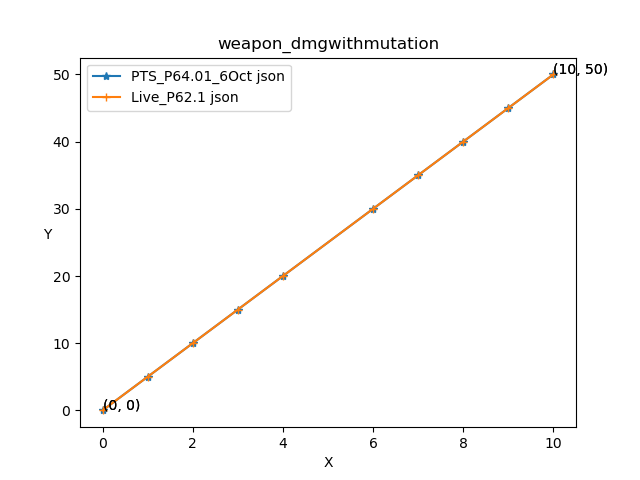 weapon_dmgwithmutation
PTS_P64.01_6Oct json
Live_P62.1 json
(10, 50)
(0, 0)
Y
50
40
30
20
10
0
0 2 4 6 8 10
X